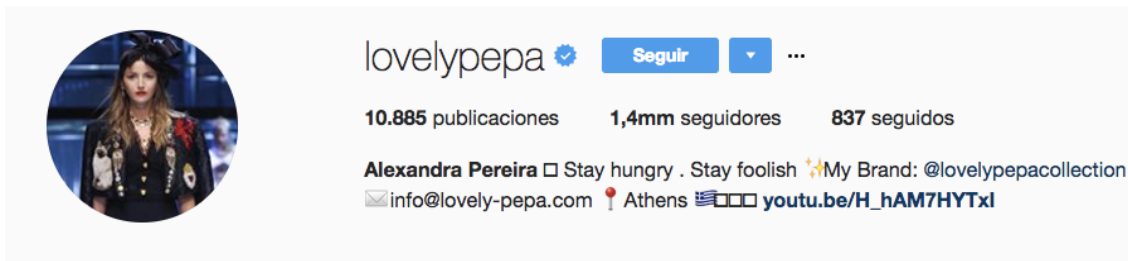 lovelypepa Seguir ...
10.885 publicaciones 1,4mm seguidores 837 seguidos
Alexandra Pereira □ Stay hungry . Stay foolish ✨My Brand: @lovelypepacollection
✉️info@lovely-pepa.com 📍Athens 🇬🇷□□□ youtu.be/H_hAM7HYTxI